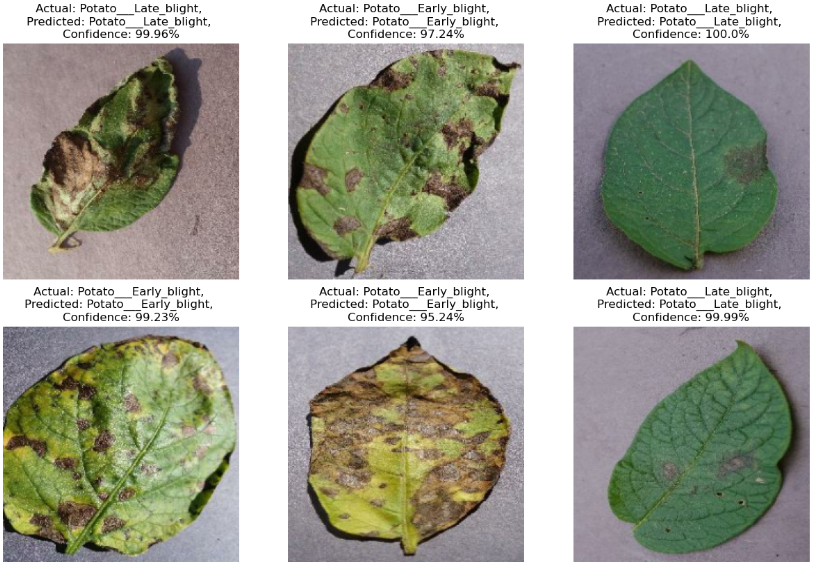 Actual: Potato___Late_blight,
Predicted: Potato___Late_blight,
Confidence: 99.96%
Actual: Potato___Early_blight,
Predicted: Potato___Early_blight,
Confidence: 97.24%
Actual: Potato___Late_blight,
Predicted: Potato___Late_blight,
Confidence: 100.0%
Actual: Potato___Early_blight,
Predicted: Potato___Early_blight,
Confidence: 99.23%
Actual: Potato___Early_blight,
Predicted: Potato___Early_blight,
Confidence: 95.24%
Actual: Potato___Late_blight,
Predicted: Potato___Late_blight,
Confidence: 99.99%